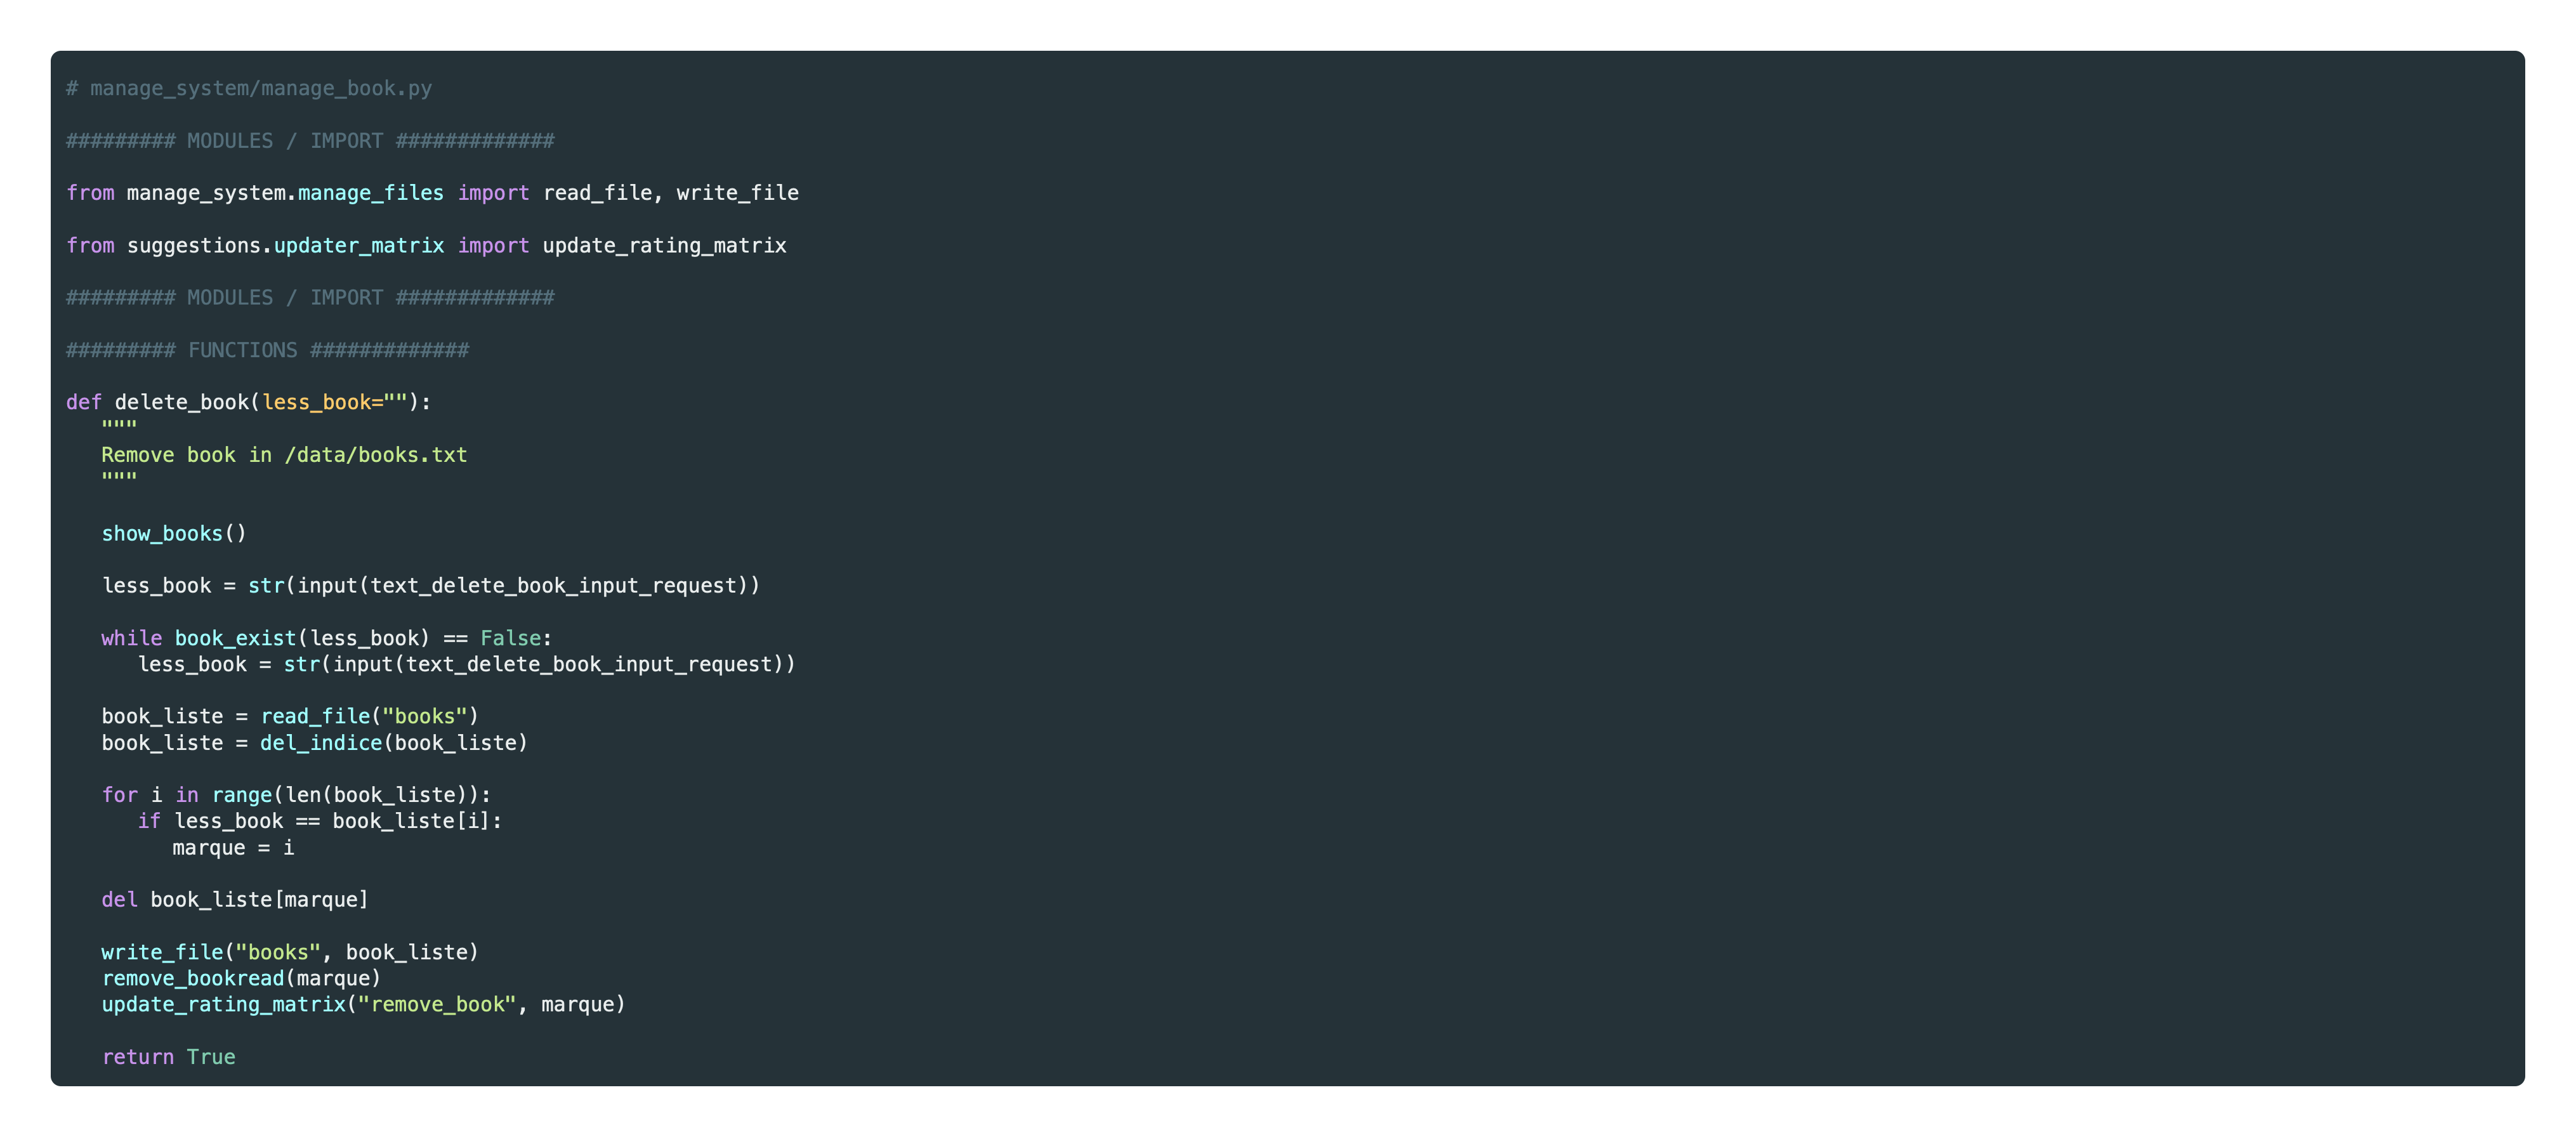 # manage_system/manage_book.py
######### MODULES / IMPORT #############
from manage_system.manage_files import read_file, write_file
from suggestions.updater_matrix import update_rating_matrix
######### MODULES / IMPORT #############
######### FUNCTIONS #############
def delete_book(less_book=""):
"""
Remove book in /data/books.txt
"""
show_books()
less_book = str(input(text_delete_book_input_request))
while book_exist(less_book) == False:
less_book = str(input(text_delete_book_input_request))
book_liste = read_file("books")
book_liste = del_indice(book_liste)
for i in range(len(book_liste)):
if less_book == book_liste[i]:
marque = i
del book_liste[marque]
write_file("books", book_liste)
remove_bookread(marque)
update_rating_matrix("remove_book", marque)
return True